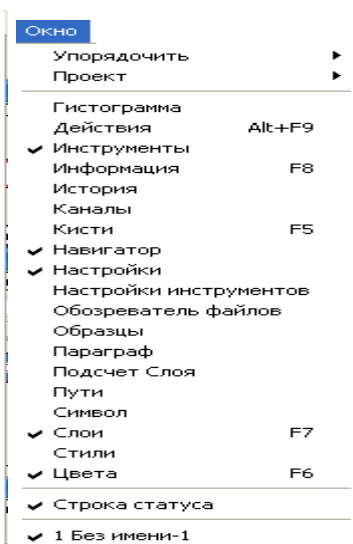 Окно
Упорядочить
Проект
Гистограмма
Действия Alt+F9
Инструменты
Информация F8
История
Каналы
Кисти F5
Навигатор
Настройки
Настройки инструментов
Обозреватель файлов
Образцы
Параграф
Подсчет Слоя
Пути
Символ
Слои F7
Стили
Цвета F6
Строка статуса
1 Без имени-1